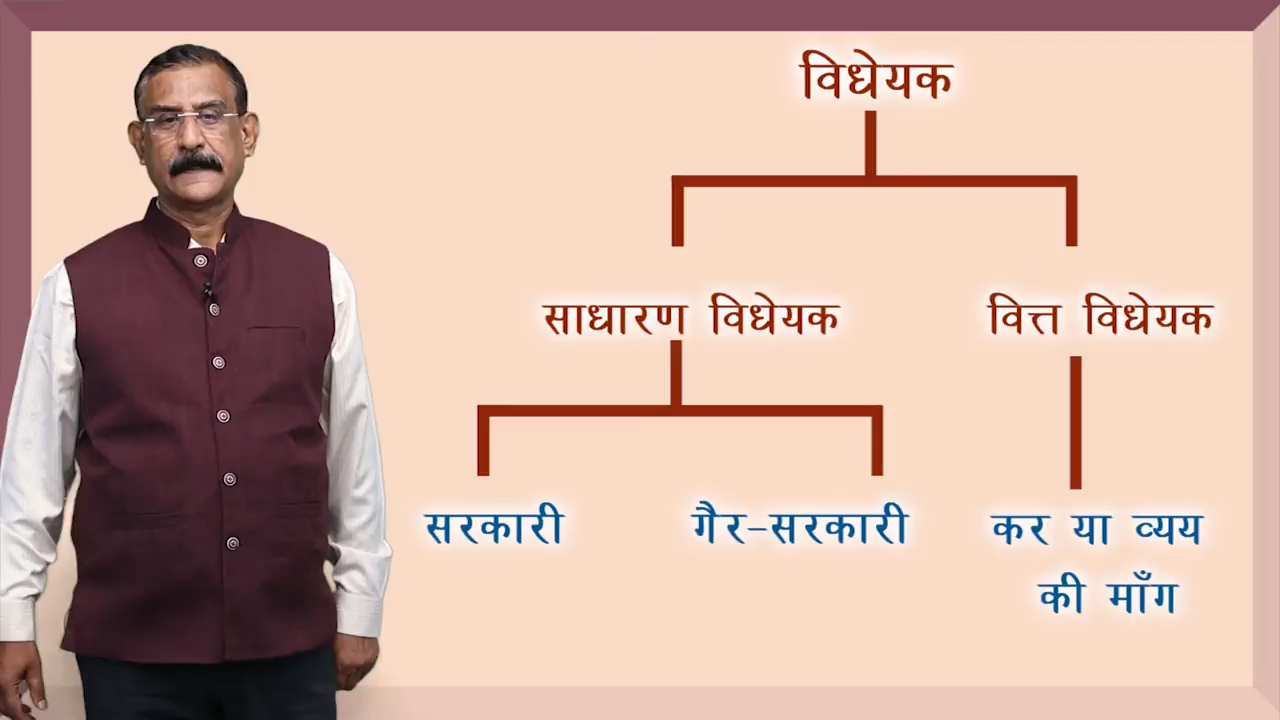 विधेयक
साधारण विधेयक
वित्त विधेयक
सरकारी
गैर-सरकारी
कर या व्यय
की माँग